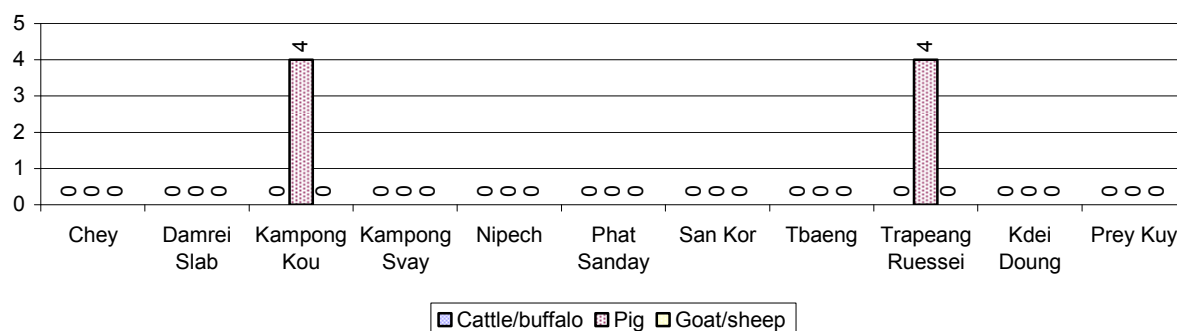 5
4
3
2
1
0
4 4
0 0 0 0 0 0 0 0 0 0 0 0 0 0 0 0 0 0 0 0 0 0 0 0 0 0 0 0 0 0 0
Chey Damrei Slab Kampong Kou Kampong Svay Nipech Phat Sanday San Kor Tbaeng Trapeang Ruessei Kdei Doung Prey Kuy
Cattle/buffalo Pig Goat/sheep